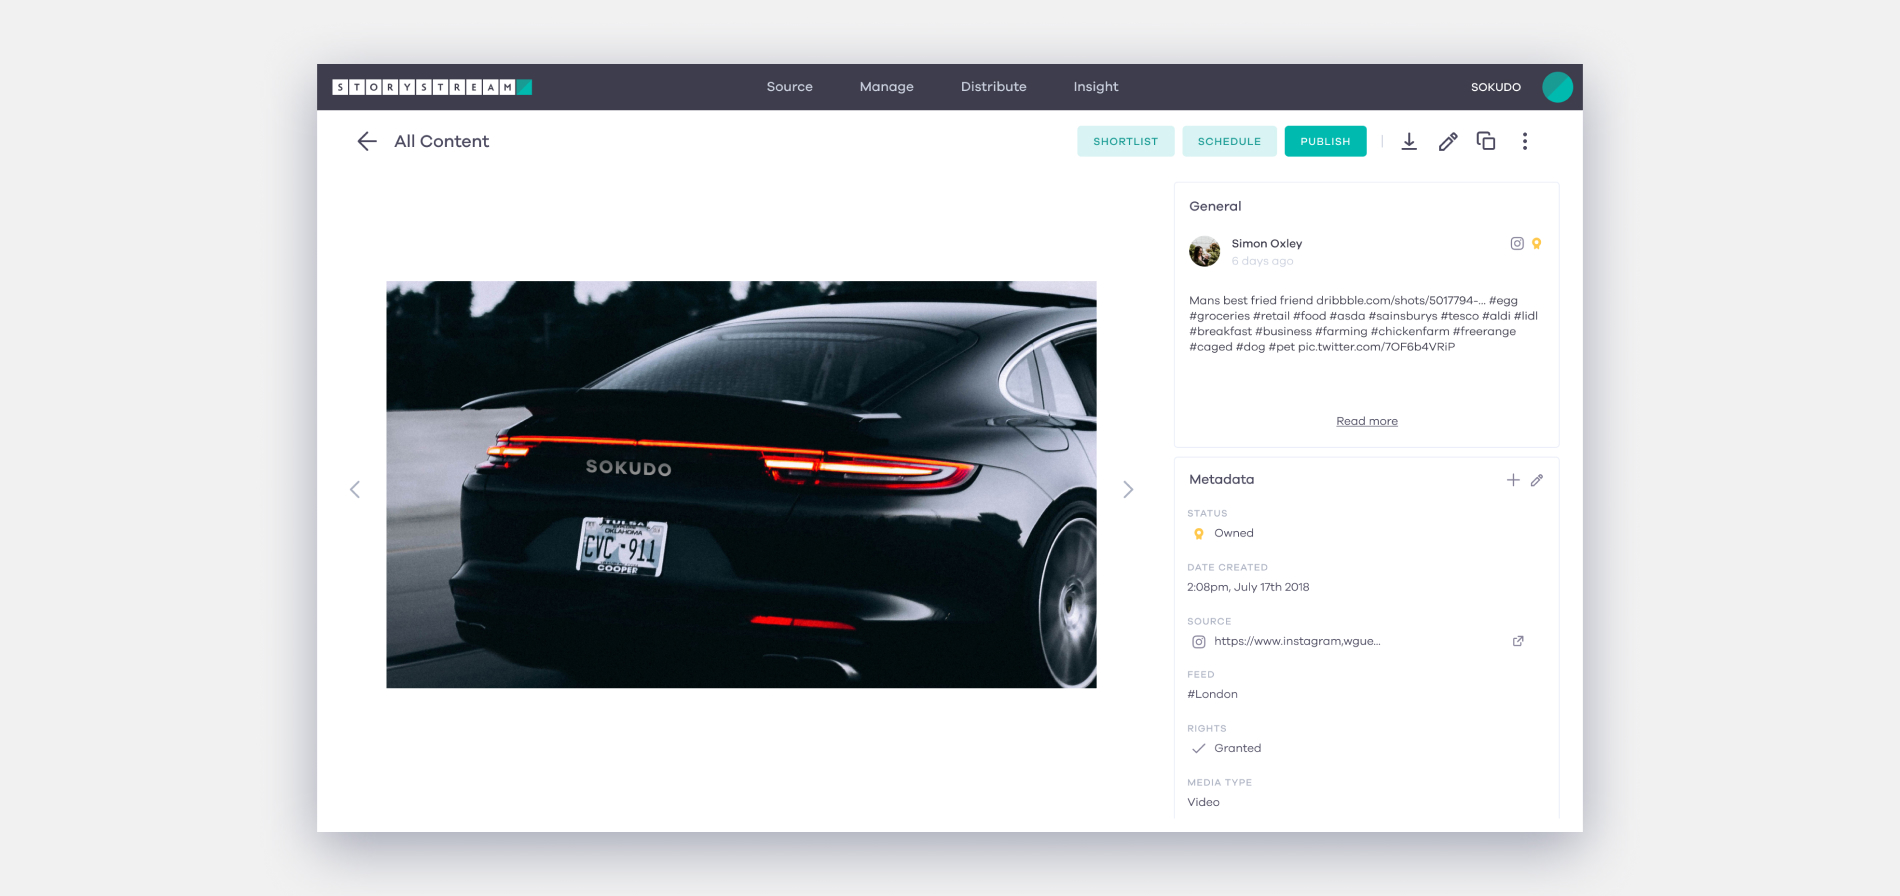 STORYSTREAM
Source Manage Distribute Insight
SOKUDO
All Content
SHORTLIST SCHEDULE PUBLISH
General
Simon Oxley
6 days ago
Mans best fried friend dribbble.com/shots/5017794-... #egg
#groceries #retail #food #asda #sainsburys #tesco #aldi #lidl
#breakfast #business #farming #chickenfarm #freerange
#caged #dog #pet pic.twitter.com/7OF6b4VRiP
Read more
SOKUDO
TULSA
OKLAHOMA
CVC-911
COOPER
Metadata
STATUS
Owned
DATE CREATED
2:08pm, July 17th 2018
SOURCE
https://www.instagram,wgue...
FEED
#London
RIGHTS
Granted
MEDIA TYPE
Video